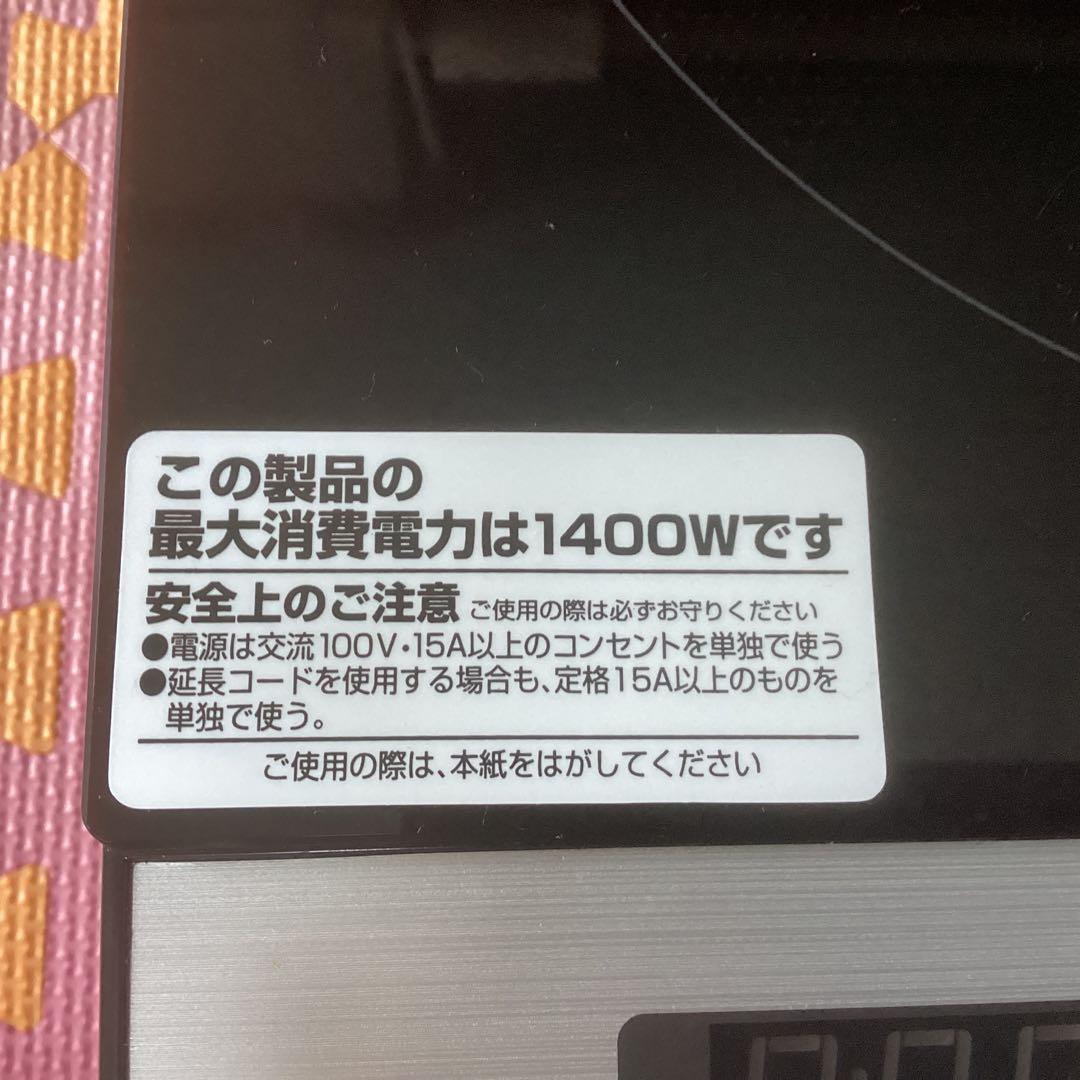 この製品の
最大消費電力は1400Wです
安全上のご注意 ご使用の際は必ずお守りください
●電源は交流100V・15A以上のコンセントを単独で使う
●延長コードを使用する場合も、定格15A以上のものを
単独で使う。
ご使用の際は、本紙をはがしてください